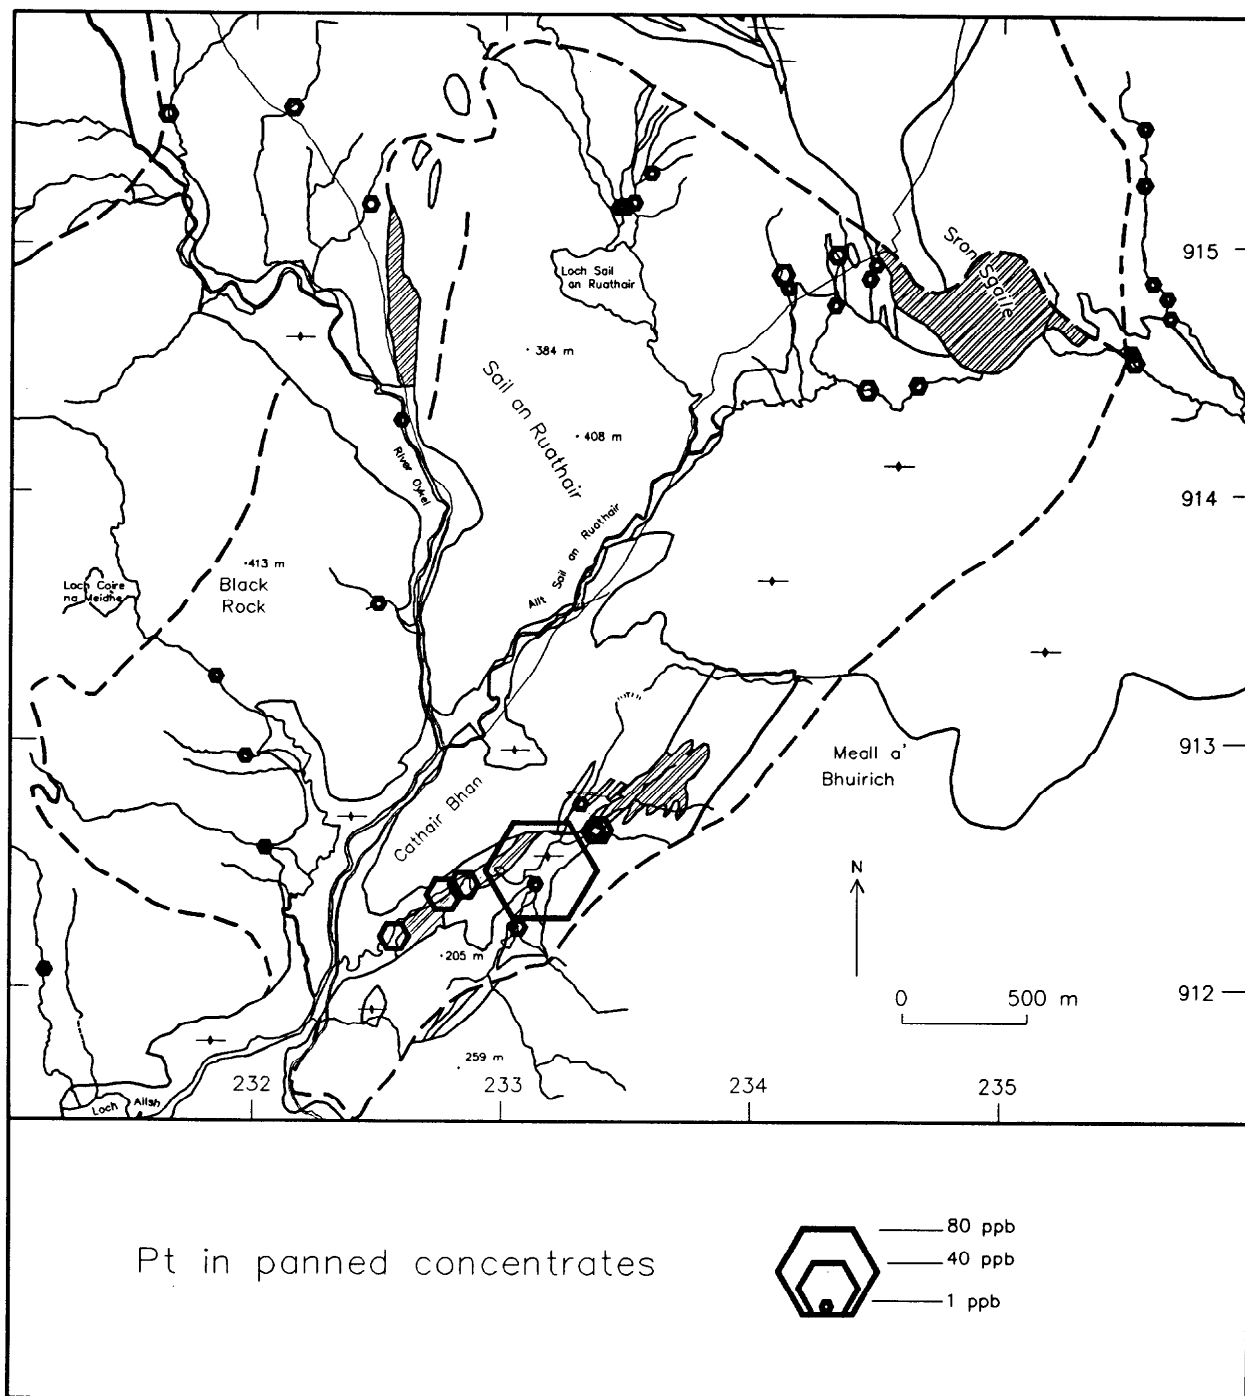 Sron Sgaile
915
Loch Sail
an Ruathair
384 m
Sail an Ruathair
408 m
River Oykel
914
Allt Sail an Ruathair
413 m
Black
Rock
Loch Coire
na Meidhe
913
Meall a'
Bhuirich
Cathair Bhan
N
205 m
0 500 m
912
259 m
232
233
234
235
Loch Ailsh
Pt in panned concentrates
80 ppb
40 ppb
1 ppb